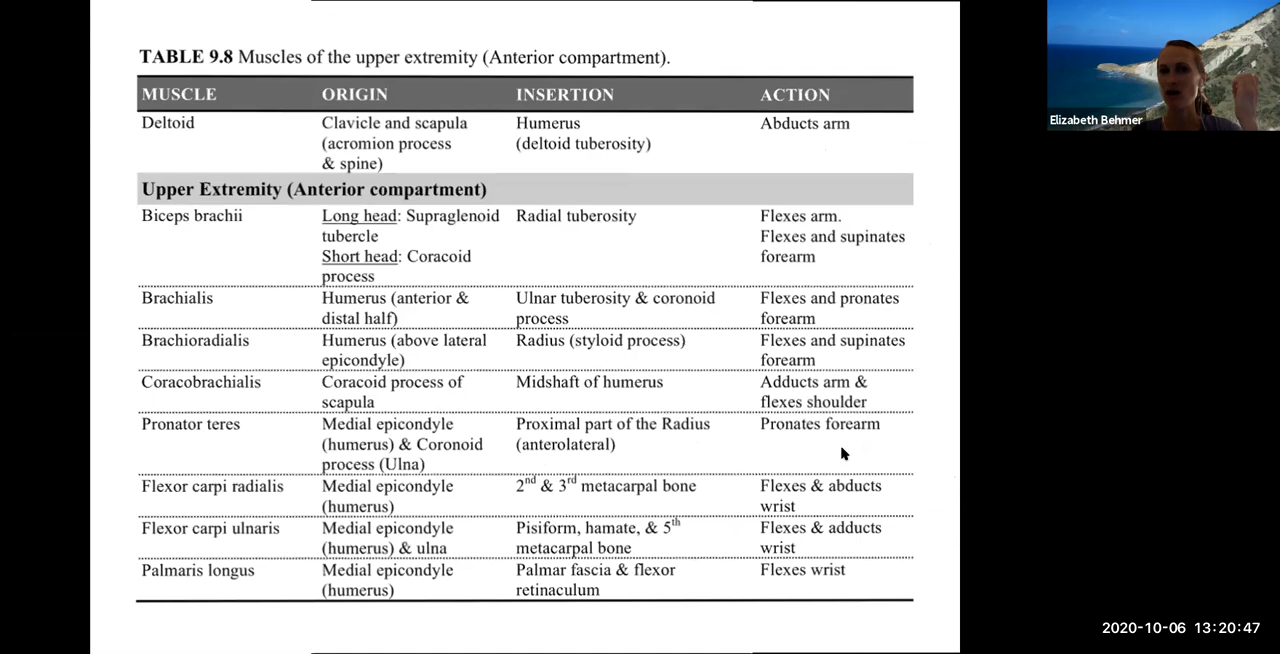 TABLE 9.8 Muscles of the upper extremity (Anterior compartment).
MUSCLE ORIGIN INSERTION ACTION
Deltoid Clavicle and scapula Humerus Abducts arm
(acromion process (deltoid tuberosity)
& spine)
Upper Extremity (Anterior compartment)
Biceps brachii Long head: Supraglenoid Radial tuberosity Flexes arm.
tubercle Flexes and supinates
Short head: Coracoid forearm
process
Brachialis Humerus (anterior & Ulnar tuberosity & coronoid Flexes and pronates
distal half) process forearm
Brachioradialis Humerus (above lateral Radius (styloid process) Flexes and supinates
epicondyle) forearm
Coracobrachialis Coracoid process of Midshaft of humerus Adducts arm &
scapula flexes shoulder
Pronator teres Medial epicondyle Proximal part of the Radius Pronates forearm
(humerus) & Coronoid (anterolateral)
process (Ulna)
Flexor carpi radialis Medial epicondyle 2nd & 3rd metacarpal bone Flexes & abducts
(humerus) wrist
Flexor carpi ulnaris Medial epicondyle Pisiform, hamate, & 5th Flexes & adducts
(humerus) & ulna metacarpal bone wrist
Palmaris longus Medial epicondyle Palmar fascia & flexor Flexes wrist
(humerus) retinaculum
Elizabeth Behmer
2020-10-06 13:20:47